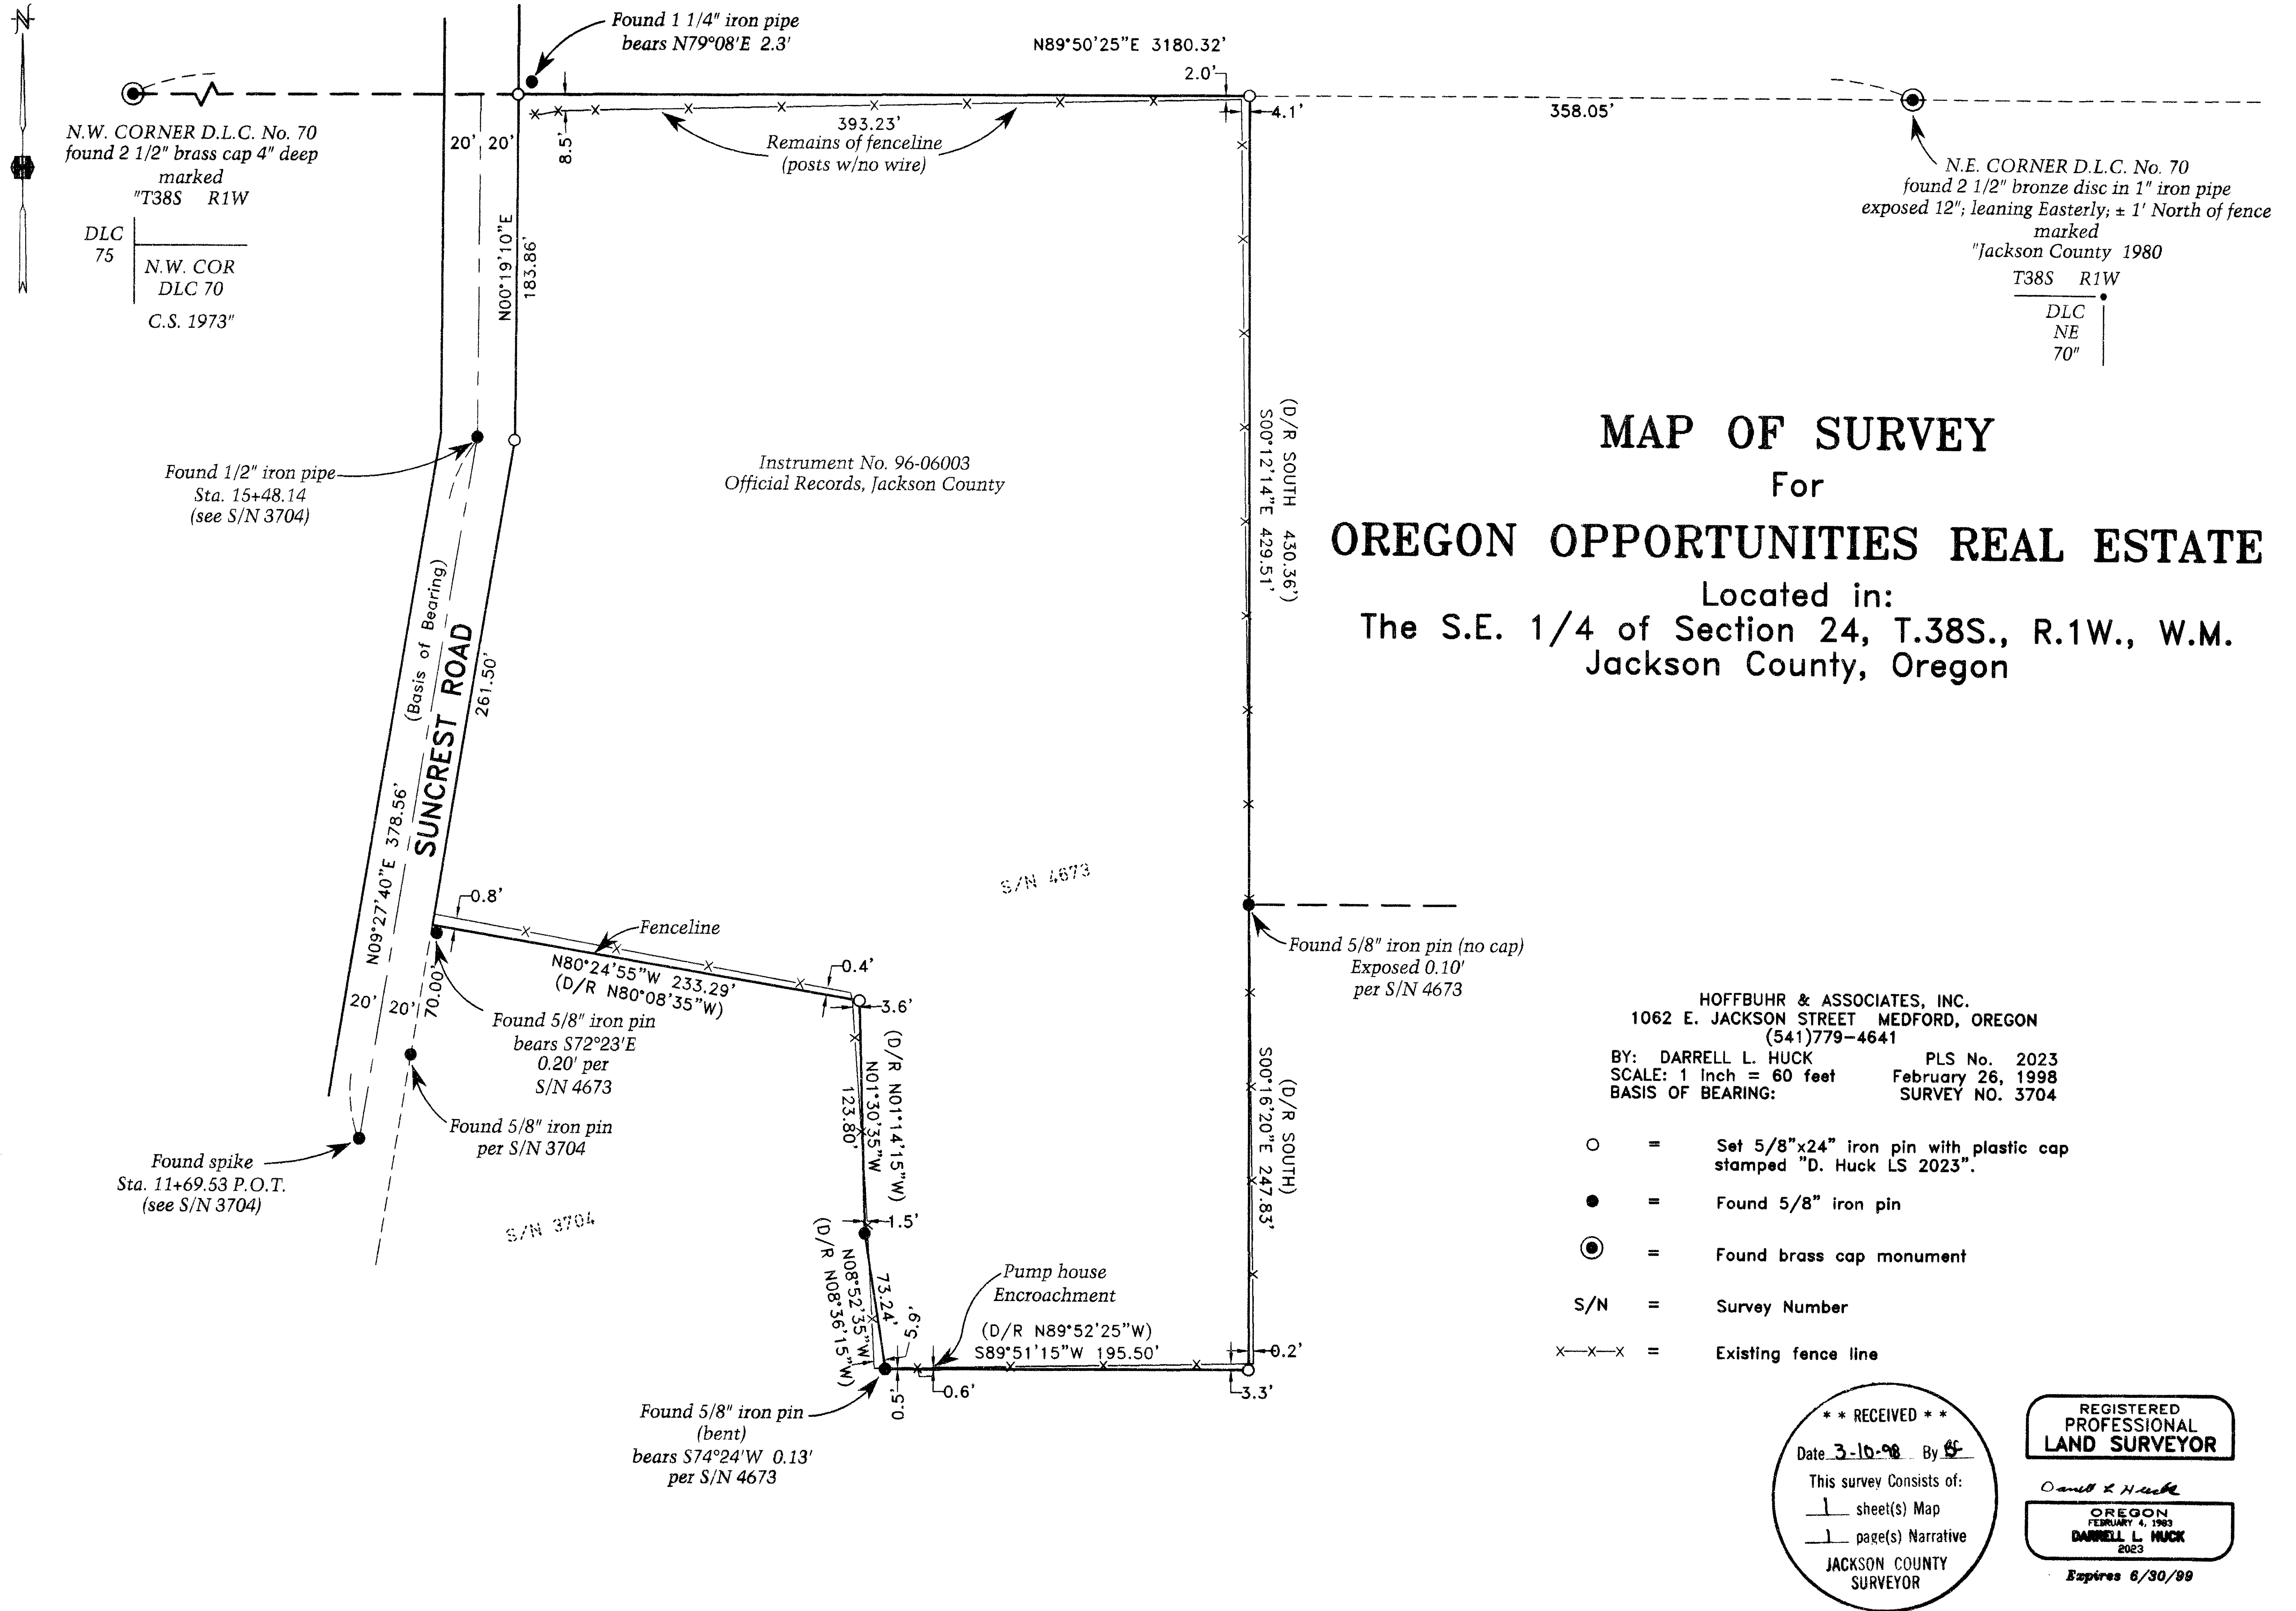 N
Found 1 1/4" iron pipe
bears N79°08'E 2.3'
N89°50'25"E 3180.32'
2.0'
4.1'
358.05'
393.23'
Remains of fenceline
(posts w/no wire)
8.5'
20' 20'
N.W. CORNER D.L.C. No. 70
found 2 1/2" brass cap 4" deep
marked
"T38S R1W
DLC
75
N.W. COR
DLC 70
C.S. 1973"
N00°19'10"E
183.86'
N.E. CORNER D.L.C. No. 70
found 2 1/2" bronze disc in 1" iron pipe
exposed 12"; leaning Easterly; ± 1' North of fence
marked
"Jackson County 1980
T38S R1W
DLC
NE
70"
MAP OF SURVEY
For
OREGON OPPORTUNITIES REAL ESTATE
Located in:
The S.E. 1/4 of Section 24, T.38S., R.1W., W.M.
Jackson County, Oregon
Found 1/2" iron pipe
Sta. 15+48.14
(see S/N 3704)
Instrument No. 96-06003
Official Records, Jackson County
(D/R SOUTH 430.36')
S00°12'14"E 429.51'
(Basis of Bearing)
SUNCREST ROAD
261.50'
N09°27'40"E 378.56'
S/N 4673
0.8'
Fenceline
N80°24'55"W 233.29'
(D/R N80°08'35"W)
0.4'
3.6'
Found 5/8" iron pin (no cap)
Exposed 0.10'
per S/N 4673
20' 20'
70.00'
Found 5/8" iron pin
bears S72°23'E
0.20' per
S/N 4673
Found 5/8" iron pin
per S/N 3704
Found spike
Sta. 11+69.53 P.O.T.
(see S/N 3704)
S/N 3704
(D/R N01°14'15"W)
N01°30'35"W
123.80'
1.5'
(D/R SOUTH)
S00°16'20"E 247.83'
73.24'
N08°52'35"W
(D/R N08°36'15"W)
5.9'
Pump house
Encroachment
(D/R N89°52'25"W)
S89°51'15"W 195.50'
0.5'
0.6'
0.2'
3.3'
Found 5/8" iron pin
(bent)
bears S74°24'W 0.13'
per S/N 4673
HOFFBUHR & ASSOCIATES, INC.
1062 E. JACKSON STREET MEDFORD, OREGON
(541)779-4641
BY: DARRELL L. HUCK PLS No. 2023
SCALE: 1 inch = 60 feet February 26, 1998
BASIS OF BEARING: SURVEY NO. 3704
= Set 5/8"x24" iron pin with plastic cap
stamped "D. Huck LS 2023".
= Found 5/8" iron pin
= Found brass cap monument
S/N = Survey Number
x—x—x = Existing fence line
* * RECEIVED * *
Date 3-10-98 By
This survey Consists of:
1 sheet(s) Map
1 page(s) Narrative
JACKSON COUNTY
SURVEYOR
REGISTERED
PROFESSIONAL
LAND SURVEYOR
Darrell L Huck
OREGON
FEBRUARY 4, 1983
DARRELL L. HUCK
2023
Expires 6/30/99